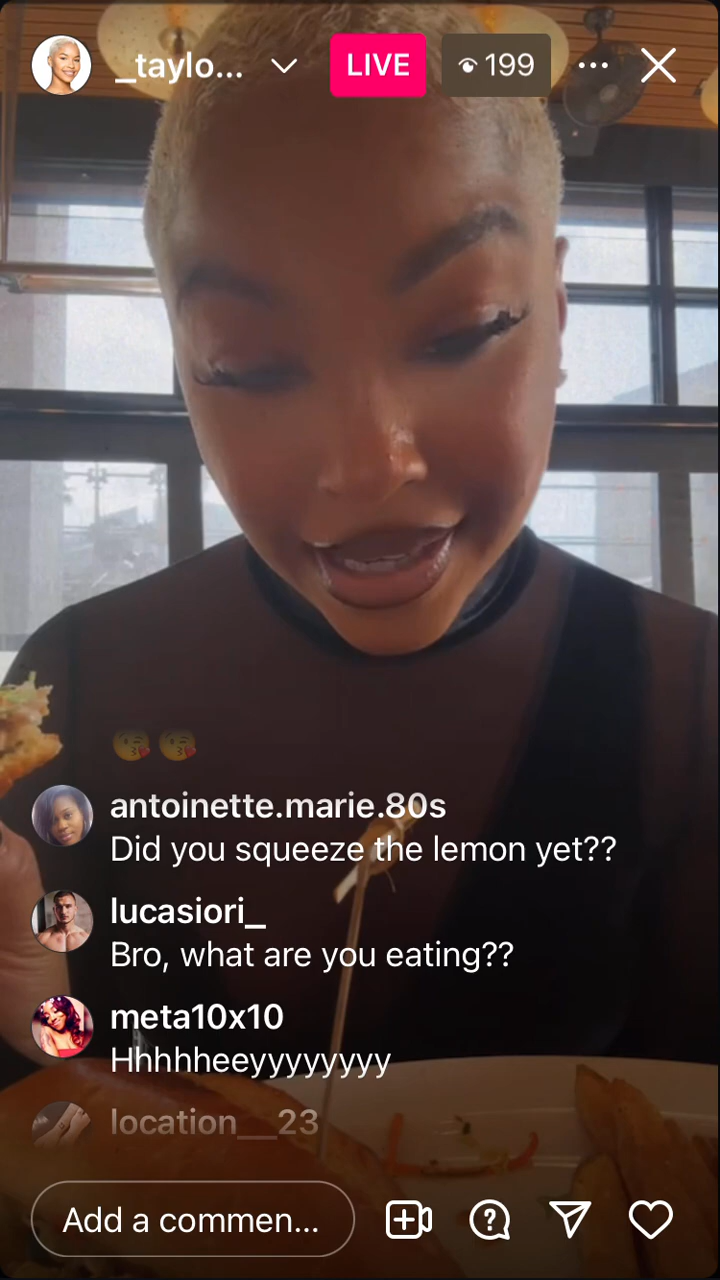 _taylo...
LIVE
199
antoinette.marie.80s
Did you squeeze the lemon yet??
lucasiori_
Bro, what are you eating??
meta10x10
Hhhhheeyyyyyyyy
location__23
Add a commen...